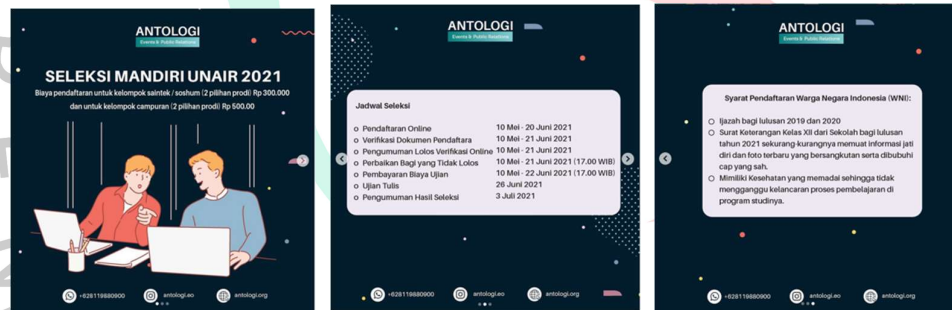 ANTOLOGI
Events & Public Relations
SELEKSI MANDIRI UNAIR 2021
Biaya pendaftaran untuk kelompok saintek / soshum (2 pilihan prodi) Rp 300.000
dan untuk kelompok campuran (2 pilihan prodi) Rp 500.00
+628119880900 antologi.eo antologi.org
ANTOLOGI
Events & Public Relations
Jadwal Seleksi
o Pendaftaran Online 10 Mei - 20 Juni 2021
o Verifikasi Dokumen Pendaftara 10 Mei - 21 Juni 2021
o Pengumuman Lolos Verifikasi Online 10 Mei - 21 Juni 2021
o Perbaikan Bagi yang Tidak Lolos 10 Mei - 21 Juni 2021 (17.00 WIB)
o Pembayaran Biaya Ujian 10 Mei - 22 Juni 2021 (17.00 WIB)
o Ujian Tulis 26 Juni 2021
o Pengumuman Hasil Seleksi 3 Juli 2021
+628119880900 antologi.eo antologi.org
ANTOLOGI
Events & Public Relations
Syarat Pendaftaran Warga Negara Indonesia (WNI):
O Ijazah bagi lulusan 2019 dan 2020
O Surat Keterangan Kelas XII dari Sekolah bagi lulusan
tahun 2021 sekurang-kurangnya memuat informasi jati
diri dan foto terbaru yang bersangkutan serta dibubuhi
cap yang sah.
O Mimiliki Kesehatan yang memadai sehingga tidak
mengganggu kelancaran proses pembelajaran di
program studinya.
+628119880900 antologi.eo antologi.org